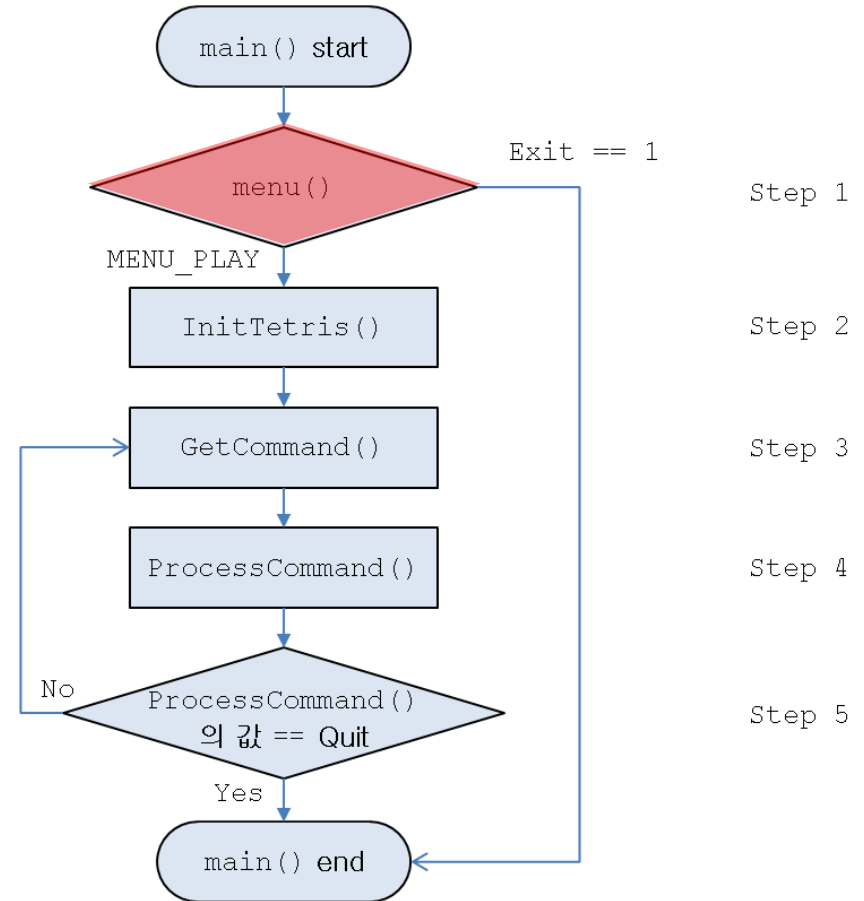 main() start
Exit == 1
menu()
Step 1
MENU_PLAY
InitTetris()
Step 2
GetCommand()
Step 3
ProcessCommand()
Step 4
No
ProcessCommand()
의 값 == Quit
Step 5
Yes
main() end